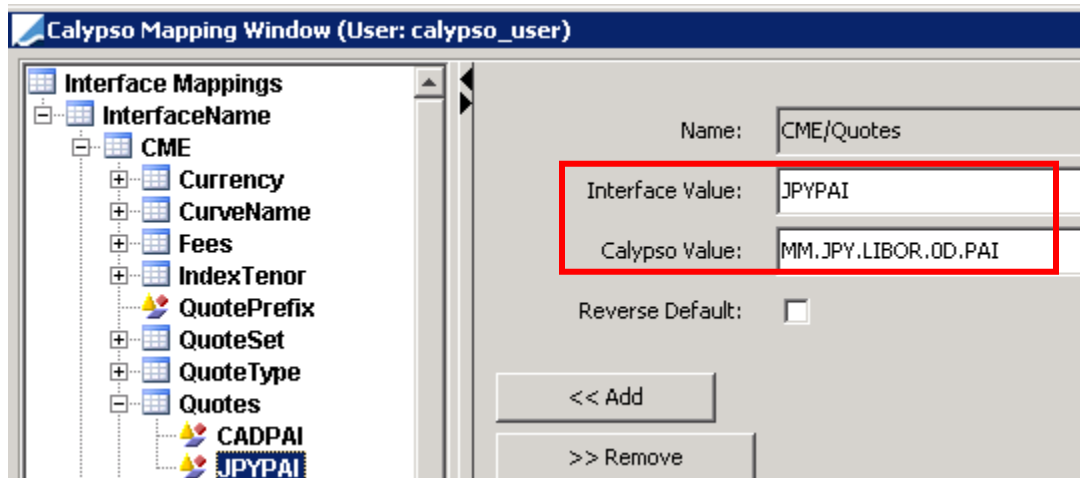 Calypso Mapping Window (User: calypso_user)
Interface Mappings
InterfaceName
CME
Currency
CurveName
Fees
IndexTenor
QuotePrefix
QuoteSet
QuoteType
Quotes
CADPAI
JPYPAI
Name: CME/Quotes
Interface Value: JPYPAI
Calypso Value: MM.JPY.LIBOR.0D.PAI
Reverse Default:
<< Add
>> Remove